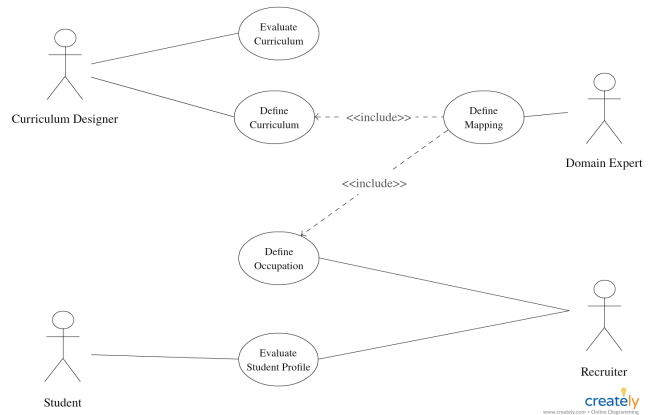 Evaluate
Curriculum
Curriculum Designer
Define
Curriculum
<<include>>
Define
Mapping
Domain Expert
<<include>>
Define
Occupation
Evaluate
Student Profile
Student
Recruiter
creately
www.creately.com • Online Diagramming